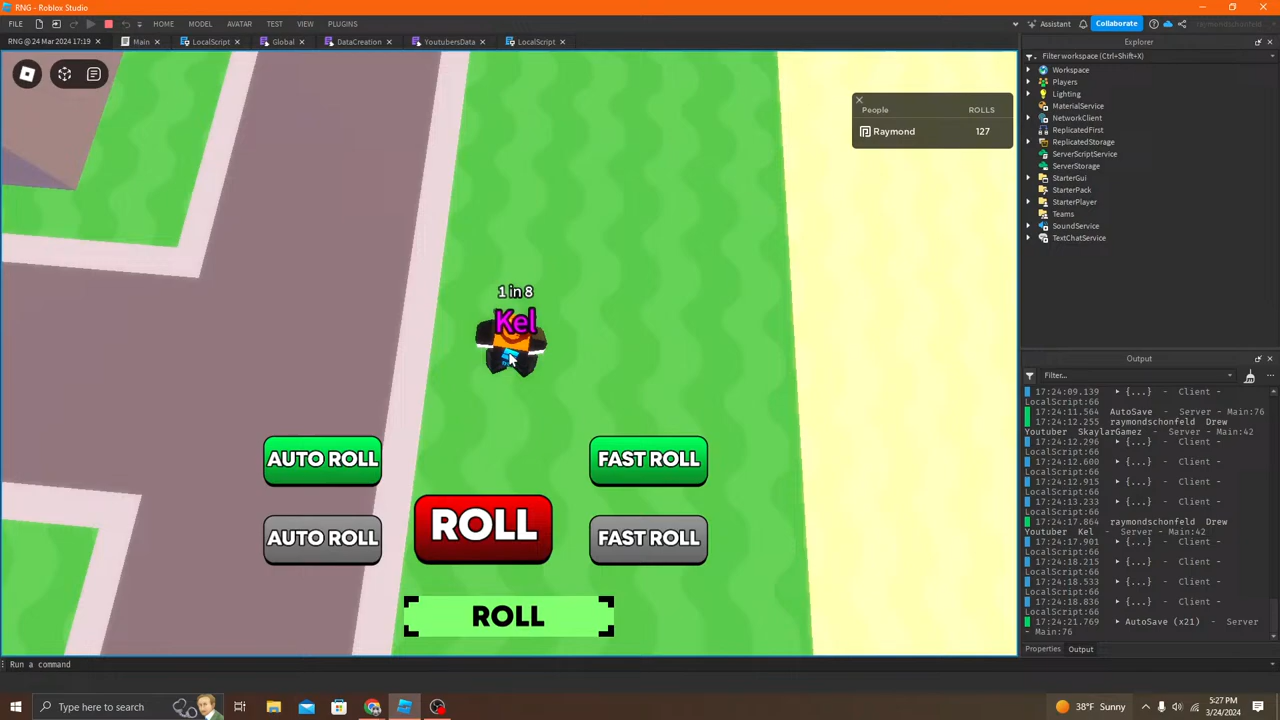 RNG - Roblox Studio
FILE HOME MODEL AVATAR TEST VIEW PLUGINS Assistant Collaborate raymondschonfeld
RNG @ 24 Mar 2024 17:19 × Main × LocalScript × Global × DataCreation × YoutubersData × LocalScript ×
Explorer
Filter workspace (Ctrl+Shift+X)
Workspace
Players
Lighting
MaterialService
NetworkClient
ReplicatedFirst
ReplicatedStorage
ServerScriptService
ServerStorage
StarterGui
StarterPack
StarterPlayer
Teams
SoundService
TextChatService
People ROLLS
Raymond 127
1 in 8
Kel
AUTO ROLL
FAST ROLL
ROLL
AUTO ROLL
FAST ROLL
ROLL
Output
Filter...
17:24:09.139 ▸ {...} - Client -
LocalScript:66
17:24:11.564 AutoSave - Server - Main:76
17:24:12.255 raymondschonfeld Drew
Youtuber SkaylarGamez - Server - Main:42
17:24:12.296 ▸ {...} - Client -
LocalScript:66
17:24:12.600 ▸ {...} - Client -
LocalScript:66
17:24:12.915 ▸ {...} - Client -
LocalScript:66
17:24:13.233 ▸ {...} - Client -
LocalScript:66
17:24:17.864 raymondschonfeld Drew
Youtuber Kel - Server - Main:42
17:24:17.901 ▸ {...} - Client -
LocalScript:66
17:24:18.215 ▸ {...} - Client -
LocalScript:66
17:24:18.533 ▸ {...} - Client -
LocalScript:66
17:24:18.836 ▸ {...} - Client -
LocalScript:66
17:24:21.769 ▸ AutoSave (x21) - Server
- Main:76
Properties Output
Run a command
Type here to search
38°F Sunny
5:27 PM
3/24/2024